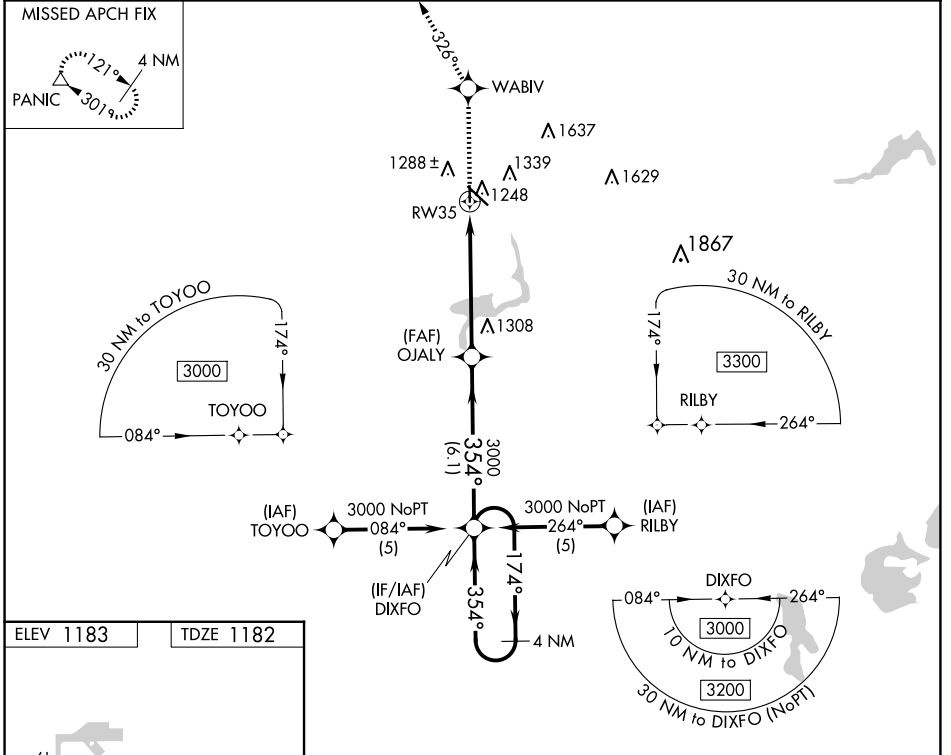 MISSED APCH FIX
4 NM
121°
PANIC
301°
326°
WABIV
1637
1288 ±
1339
1629
1248
RW35
1867
30 NM to TOYOO
174°
3000
TOYOO
084°
1308
(FAF)
OJALY
30 NM to RILBY
174°
3300
RILBY
264°
3000
354°
(6.1)
(IAF)
TOYOO
3000 NoPT
084°
(5)
3000 NoPT
264°
(5)
(IAF)
RILBY
(IF/IAF)
DIXFO
354°
174°
4 NM
DIXFO
084°
264°
3000
10 NM to DIXFO
3200
30 NM to DIXFO (NoPT)
ELEV 1183
TDZE 1182